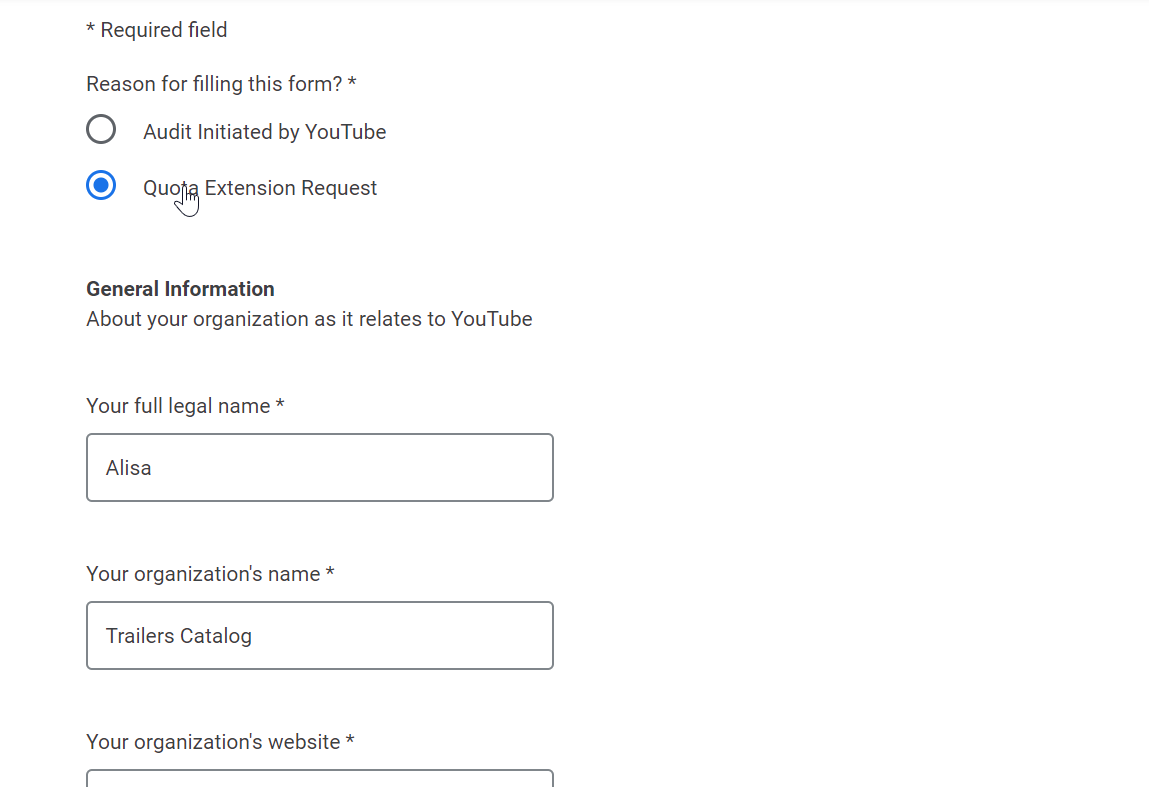 * Required field
Reason for filling this form? *
Audit Initiated by YouTube
Quota Extension Request
General Information
About your organization as it relates to YouTube
Your full legal name *
Alisa
Your organization's name *
Trailers Catalog
Your organization's website *